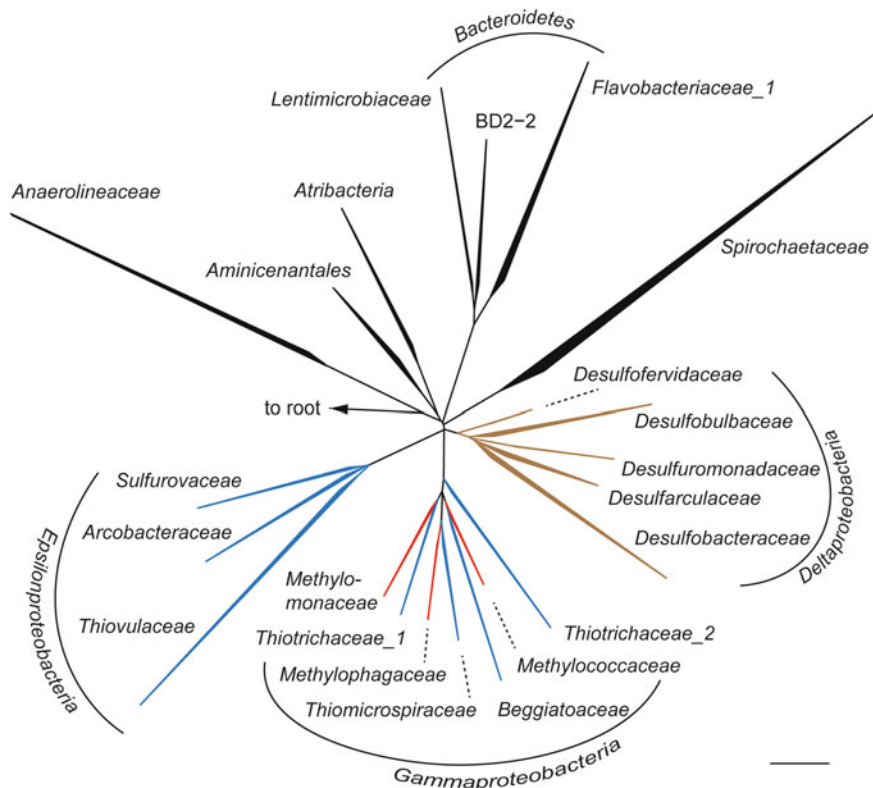 Bacteroidetes
Lentimicrobiaceae
Flavobacteriaceae_1
BD2-2
Anaerolineaceae
Atribacteria
Aminicenantales
Spirochaetaceae
Desulfofervidaceae
to root
Desulfobulbaceae
Desulfuromonadaceae
Desulfarculaceae
Desulfobacteraceae
Deltaproteobacteria
Sulfurovaceae
Arcobacteraceae
Thiovulaceae
Epsilonproteobacteria
Methylo-
monaceae
Thiotrichaceae_1
Thiotrichaceae_2
Methylophagaceae
Methylococcaceae
Thiomicrospiraceae
Beggiatoaceae
Gammaproteobacteria